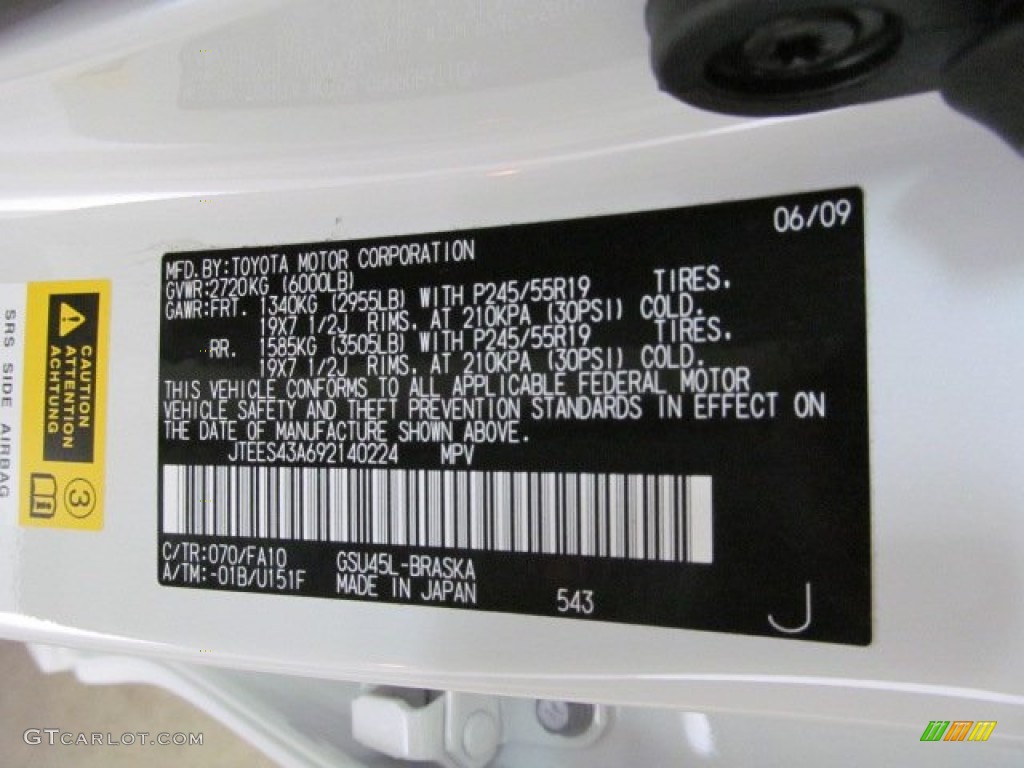 06/09
MFD.BY:TOYOTA MOTOR CORPORATION
GVWR:2720KG (6000LB)
GAWR:FRT. 1340KG (2955LB) WITH P245/55R19 TIRES.
19X7 1/2J RIMS. AT 210KPA (30PSI) COLD.
RR. 1585KG (3505LB) WITH P245/55R19 TIRES.
19X7 1/2J RIMS. AT 210KPA (30PSI) COLD.
THIS VEHICLE CONFORMS TO ALL APPLICABLE FEDERAL MOTOR
VEHICLE SAFETY AND THEFT PREVENTION STANDARDS IN EFFECT ON
THE DATE OF MANUFACTURE SHOWN ABOVE.
JTEES43A692140224 MPV
C/TR:070/FA10 GSU45L-BRASKA
A/TM:-01B/U151F MADE IN JAPAN 543
J
CAUTION
ATTENTION
ACHTUNG
3
SRS SIDE AIRBAG
GTCARLOT.COM